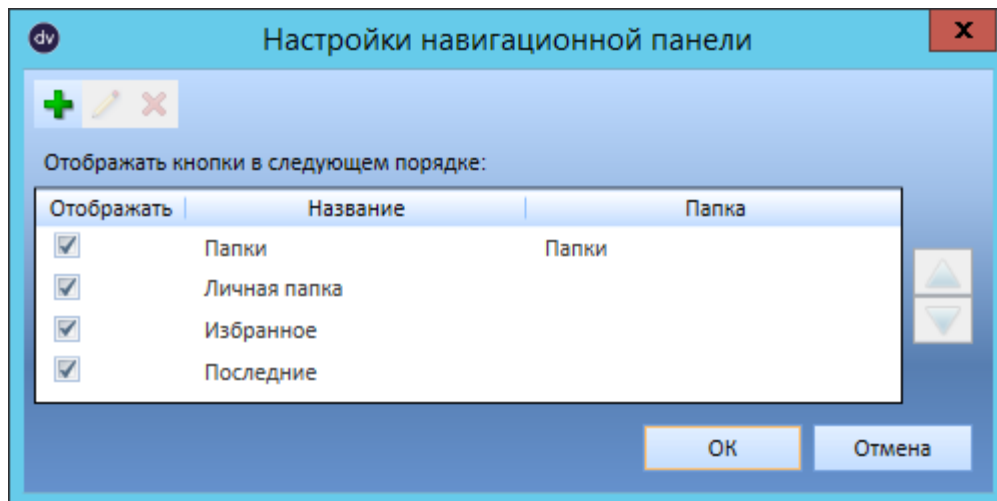 dv
Настройки навигационной панели
x
Отображать кнопки в следующем порядке:
Отображать Название Папка
Папки Папки
Личная папка
Избранное
Последние
ОК Отмена